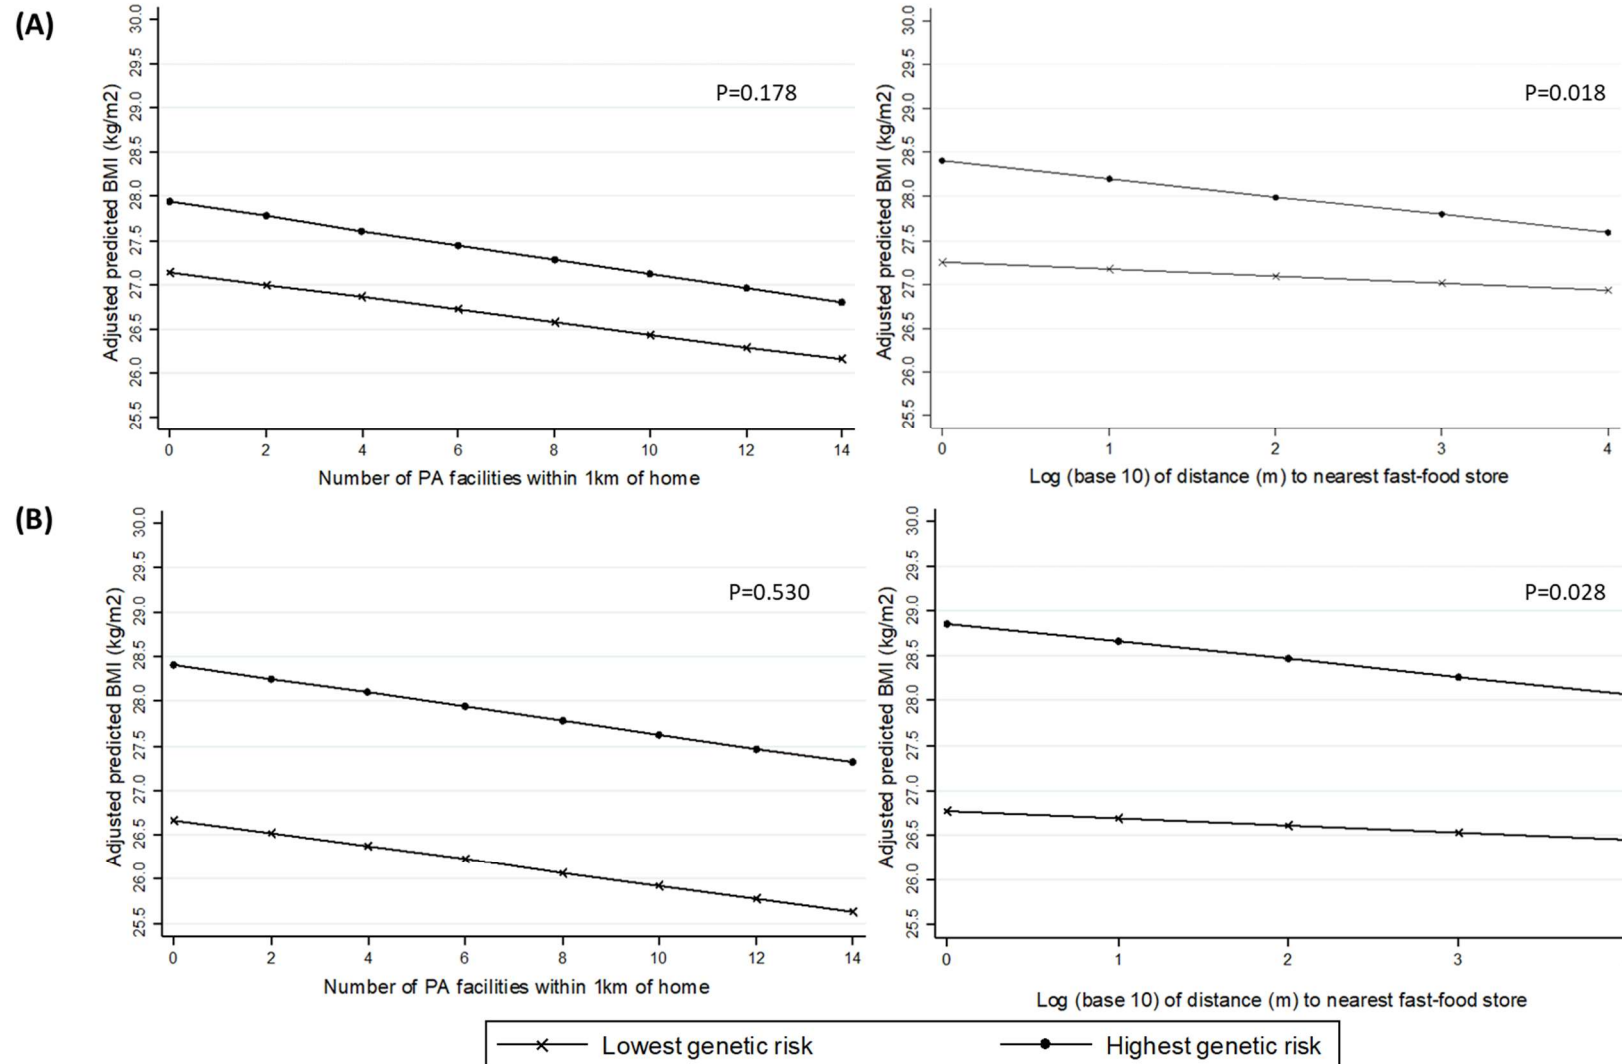 (A)
Adjusted predicted BMI (kg/m2)
30.0
29.5
29.0
28.5
28.0
27.5
27.0
26.5
26.0
25.5
P=0.178
0 2 4 6 8 10 12 14
Number of PA facilities within 1km of home
Adjusted predicted BMI (kg/m2)
30.0
29.5
29.0
28.5
28.0
27.5
27.0
26.5
26.0
25.5
P=0.018
0 1 2 3 4
Log (base 10) of distance (m) to nearest fast-food store
(B)
Adjusted predicted BMI (kg/m2)
30.0
29.5
29.0
28.5
28.0
27.5
27.0
26.5
26.0
25.5
P=0.530
0 2 4 6 8 10 12 14
Number of PA facilities within 1km of home
Adjusted predicted BMI (kg/m2)
30.0
29.5
29.0
28.5
28.0
27.5
27.0
26.5
26.0
25.5
P=0.028
0 1 2 3
Log (base 10) of distance (m) to nearest fast-food store
Lowest genetic risk
Highest genetic risk